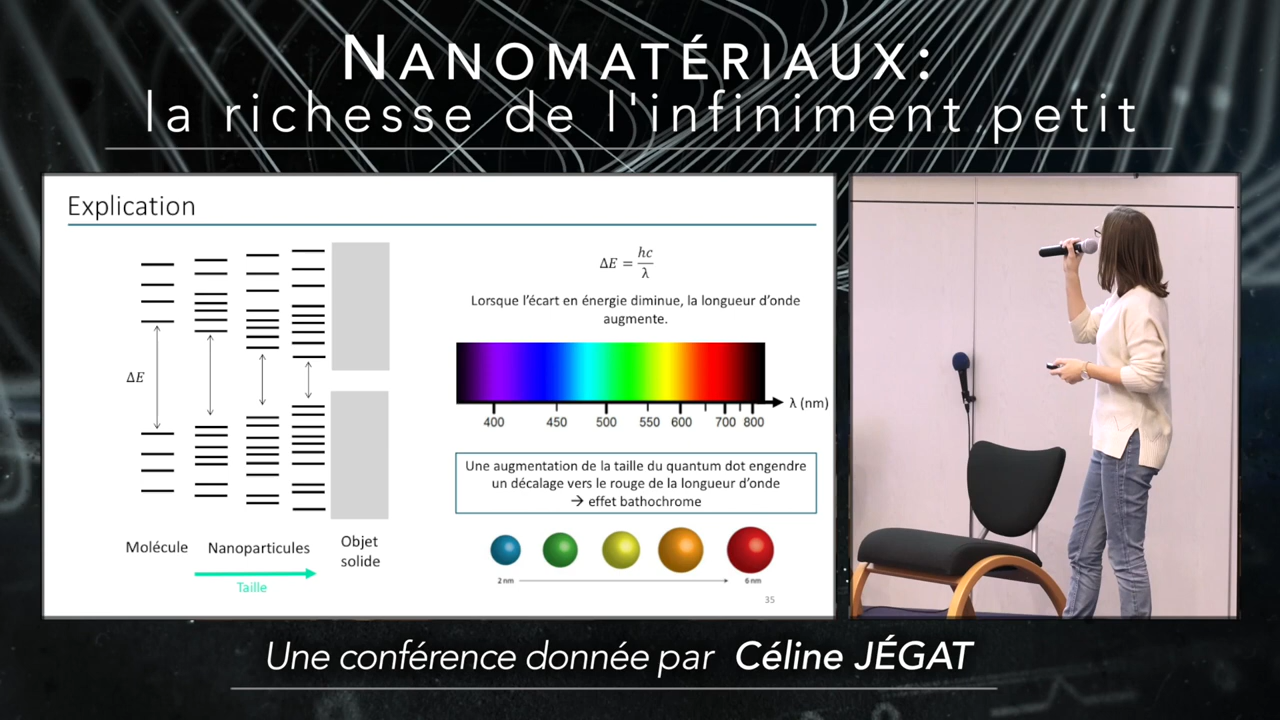 NANOMATÉRIAUX:
la richesse de l'infiniment petit
Explication
ΔE
Molécule
Nanoparticules
Taille
Objet
solide
ΔE = hc/λ
Lorsque l'écart en énergie diminue, la longueur d'onde
augmente.
λ (nm)
400 450 500 550 600 700 800
Une augmentation de la taille du quantum dot engendre
un décalage vers le rouge de la longueur d'onde
→ effet bathochrome
2 nm
6 nm
35
Une conférence donnée par Céline JÉGAT